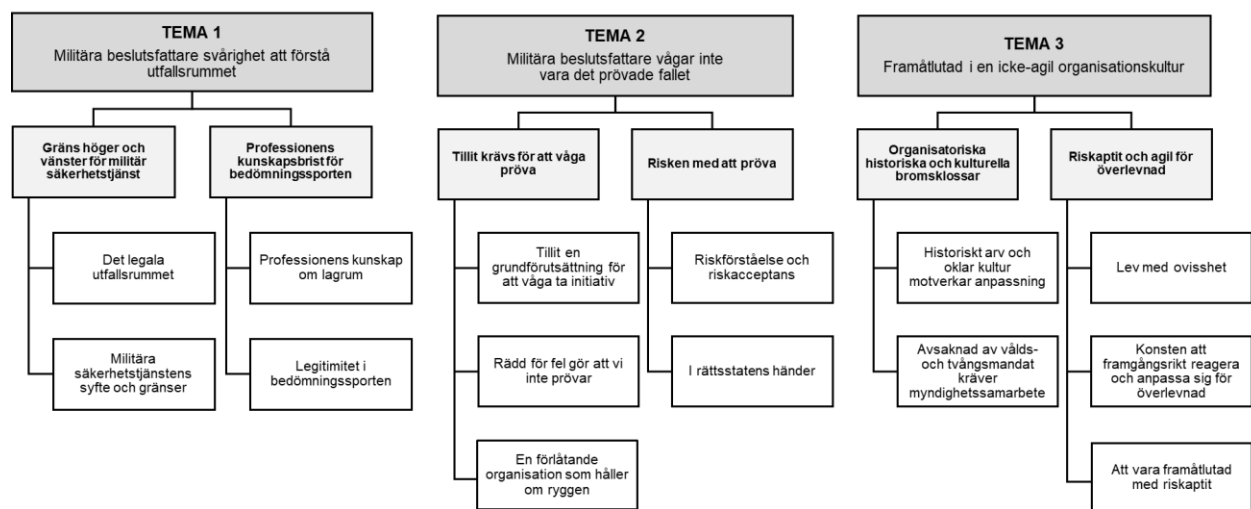 TEMA 1
Militära beslutsfattare svårighet att förstå
utfallsrummet
Gräns höger och
vänster för militär
säkerhetstjänst
Professionens
kunskapsbrist för
bedömningssporten
Det legala
utfallsrummet
Professionens kunskap
om lagrum
Militära
säkerhetstjänstens
syfte och gränser
Legitimitet i
bedömningssporten
TEMA 2
Militära beslutsfattare vågar inte
vara det prövade fallet
Tillit krävs för att våga
pröva
Risken med att pröva
Tillit en
grundförutsättning för
att våga ta initiativ
Riskförståelse och
riskacceptans
Rädd för fel gör att vi
inte prövar
I rättsstatens händer
En förlåtande
organisation som håller
om ryggen
TEMA 3
Framåtlutad i en icke-agil organisationskultur
Organisatoriska
historiska och kulturella
bromsklossar
Riskaptit och agil för
överlevnad
Historiskt arv och
oklar kultur
motverkar anpassning
Lev med ovisshet
Avsaknad av vålds-
och tvångsmandat
kräver
myndighetssamarbete
Konsten att
framgångsrikt reagera
och anpassa sig för
överlevnad
Att vara framåtlutad
med riskaptit